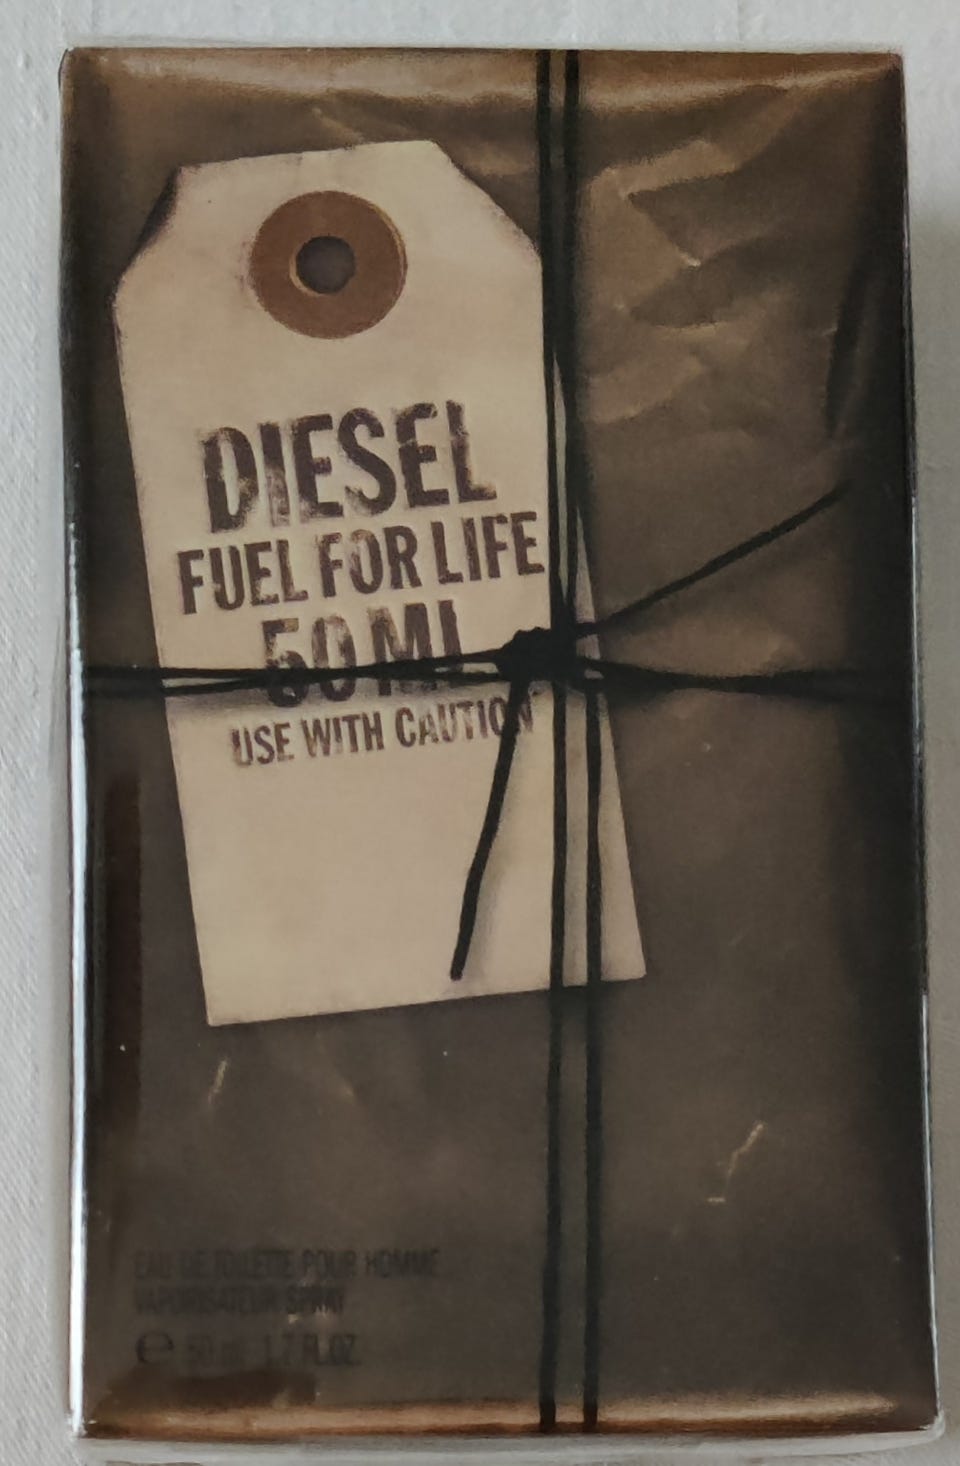 DIESEL
FUEL FOR LIFE
50 ML
USE WITH CAUTION
EAU DE TOILETTE POUR HOMME
VAPORISATEUR SPRAY
℮ 50 ml 1.7 FL.OZ.